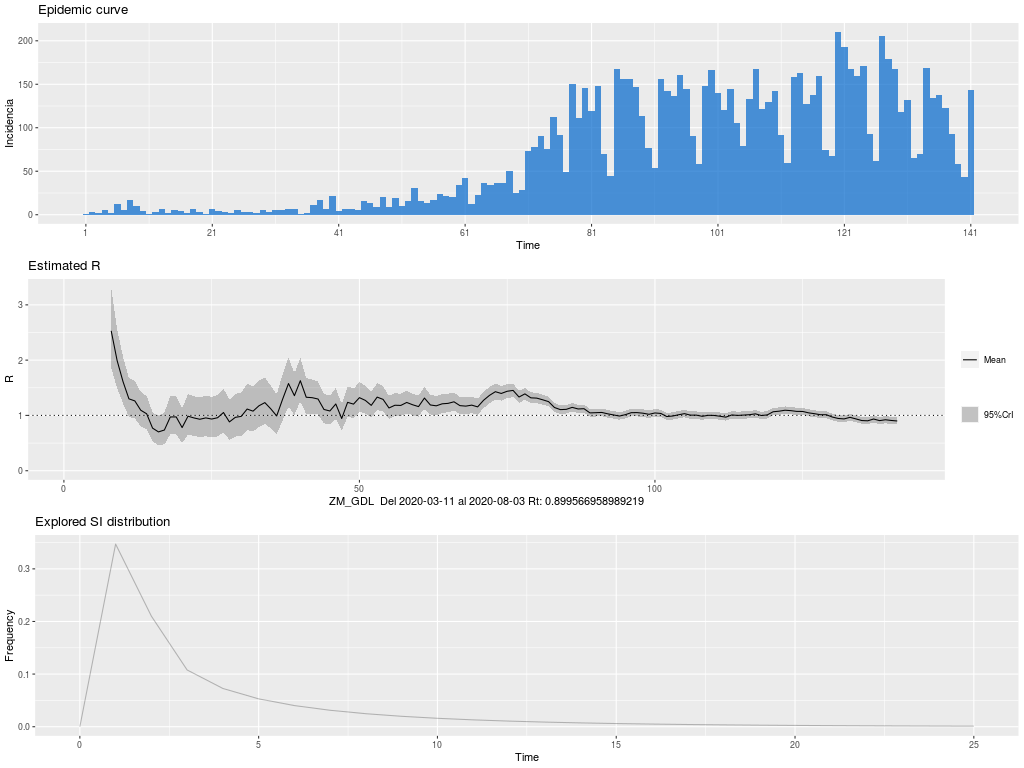 Epidemic curve
200
150
100
50
0
Incidencia
1 21 41 61 81 101 121 141
Time
Estimated R
3
2
1
0
R
0 50 100
ZM_GDL Del 2020-03-11 al 2020-08-03 Rt: 0.899566958989219
Mean
95%CrI
Explored SI distribution
0.3
0.2
0.1
0.0
Frequency
0 5 10 15 20 25
Time